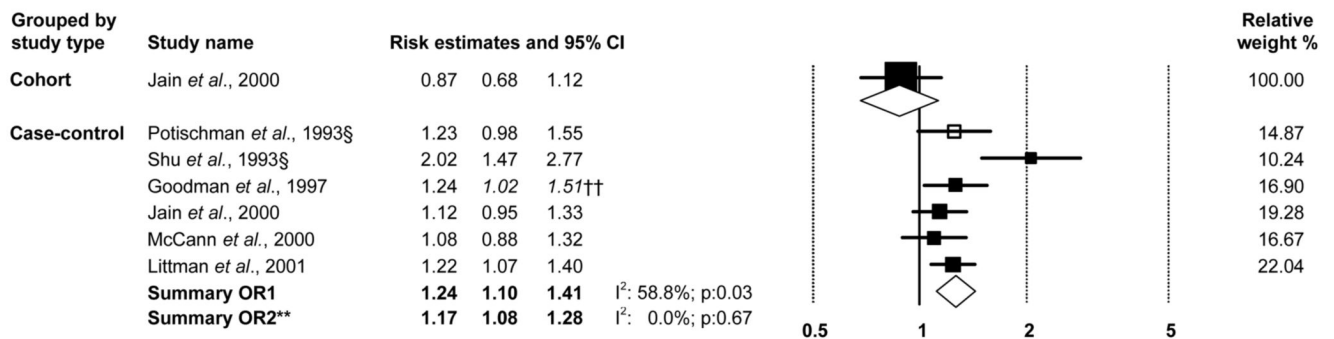 Grouped by study type Study name Risk estimates and 95% CI Relative weight %
Cohort Jain et al., 2000 0.87 0.68 1.12 100.00
Case-control Potischman et al., 1993§ 1.23 0.98 1.55 14.87
Shu et al., 1993§ 2.02 1.47 2.77 10.24
Goodman et al., 1997 1.24 1.02 1.51†† 16.90
Jain et al., 2000 1.12 0.95 1.33 19.28
McCann et al., 2000 1.08 0.88 1.32 16.67
Littman et al., 2001 1.22 1.07 1.40 22.04
Summary OR1 1.24 1.10 1.41 I²: 58.8%; p:0.03
Summary OR2** 1.17 1.08 1.28 I²: 0.0%; p:0.67
0.5 1 2 5